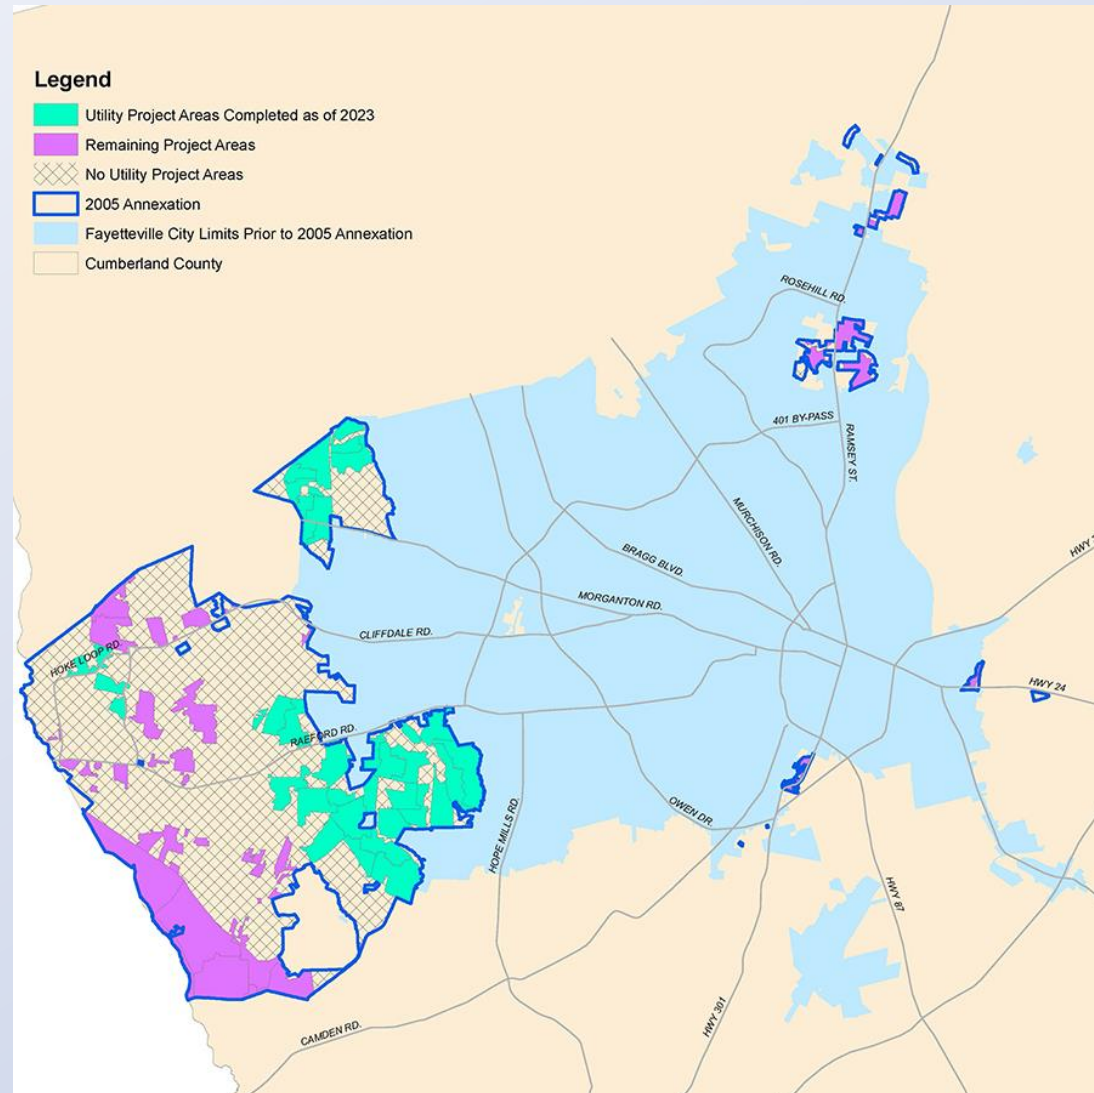 Legend
Utility Project Areas Completed as of 2023
Remaining Project Areas
No Utility Project Areas
2005 Annexation
Fayetteville City Limits Prior to 2005 Annexation
Cumberland County
ROSEHILL RD.
401 BY-PASS
RAMSEY ST.
MURCHISON RD.
BRAGG BLVD.
MORGANTON RD.
HWY
CLIFFDALE RD.
HOKE LOOP RD.
HWY 24
RAEFORD RD.
OWEN DR.
HOPE MILLS RD.
HWY 87
HWY 301
CAMDEN RD.